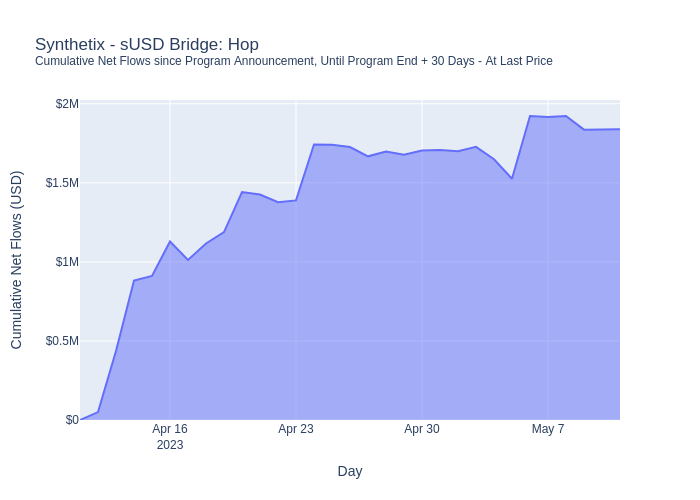 Synthetix - sUSD Bridge: Hop
Cumulative Net Flows since Program Announcement, Until Program End + 30 Days - At Last Price
Cumulative Net Flows (USD)
$2M
$1.5M
$1M
$0.5M
$0
Apr 16
2023
Apr 23
Apr 30
May 7
Day